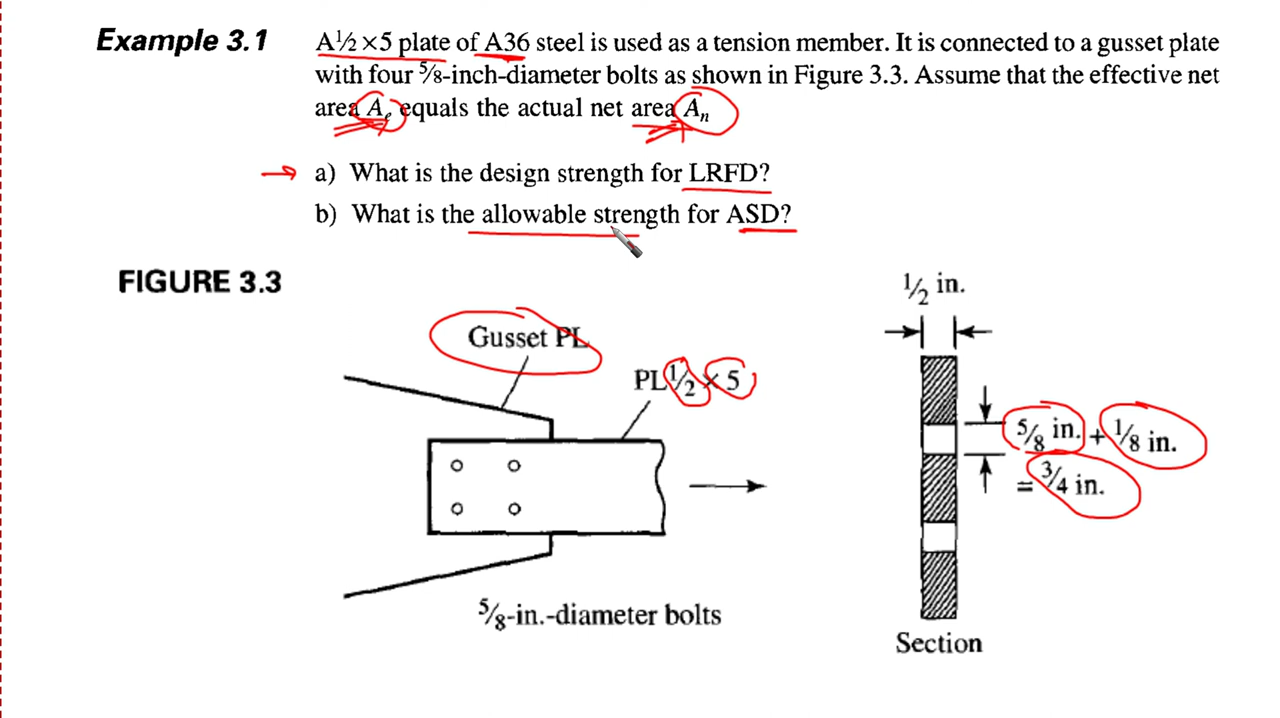 Example 3.1
A ½ × 5 plate of A36 steel is used as a tension member. It is connected to a gusset plate
with four ⅝-inch-diameter bolts as shown in Figure 3.3. Assume that the effective net
area Aₑ equals the actual net area Aₙ
a) What is the design strength for LRFD?
b) What is the allowable strength for ASD?
FIGURE 3.3
½ in.
Gusset PL
PL ½ × 5
⅝ in. + ⅛ in.
= ¾ in.
⅝-in.-diameter bolts
Section